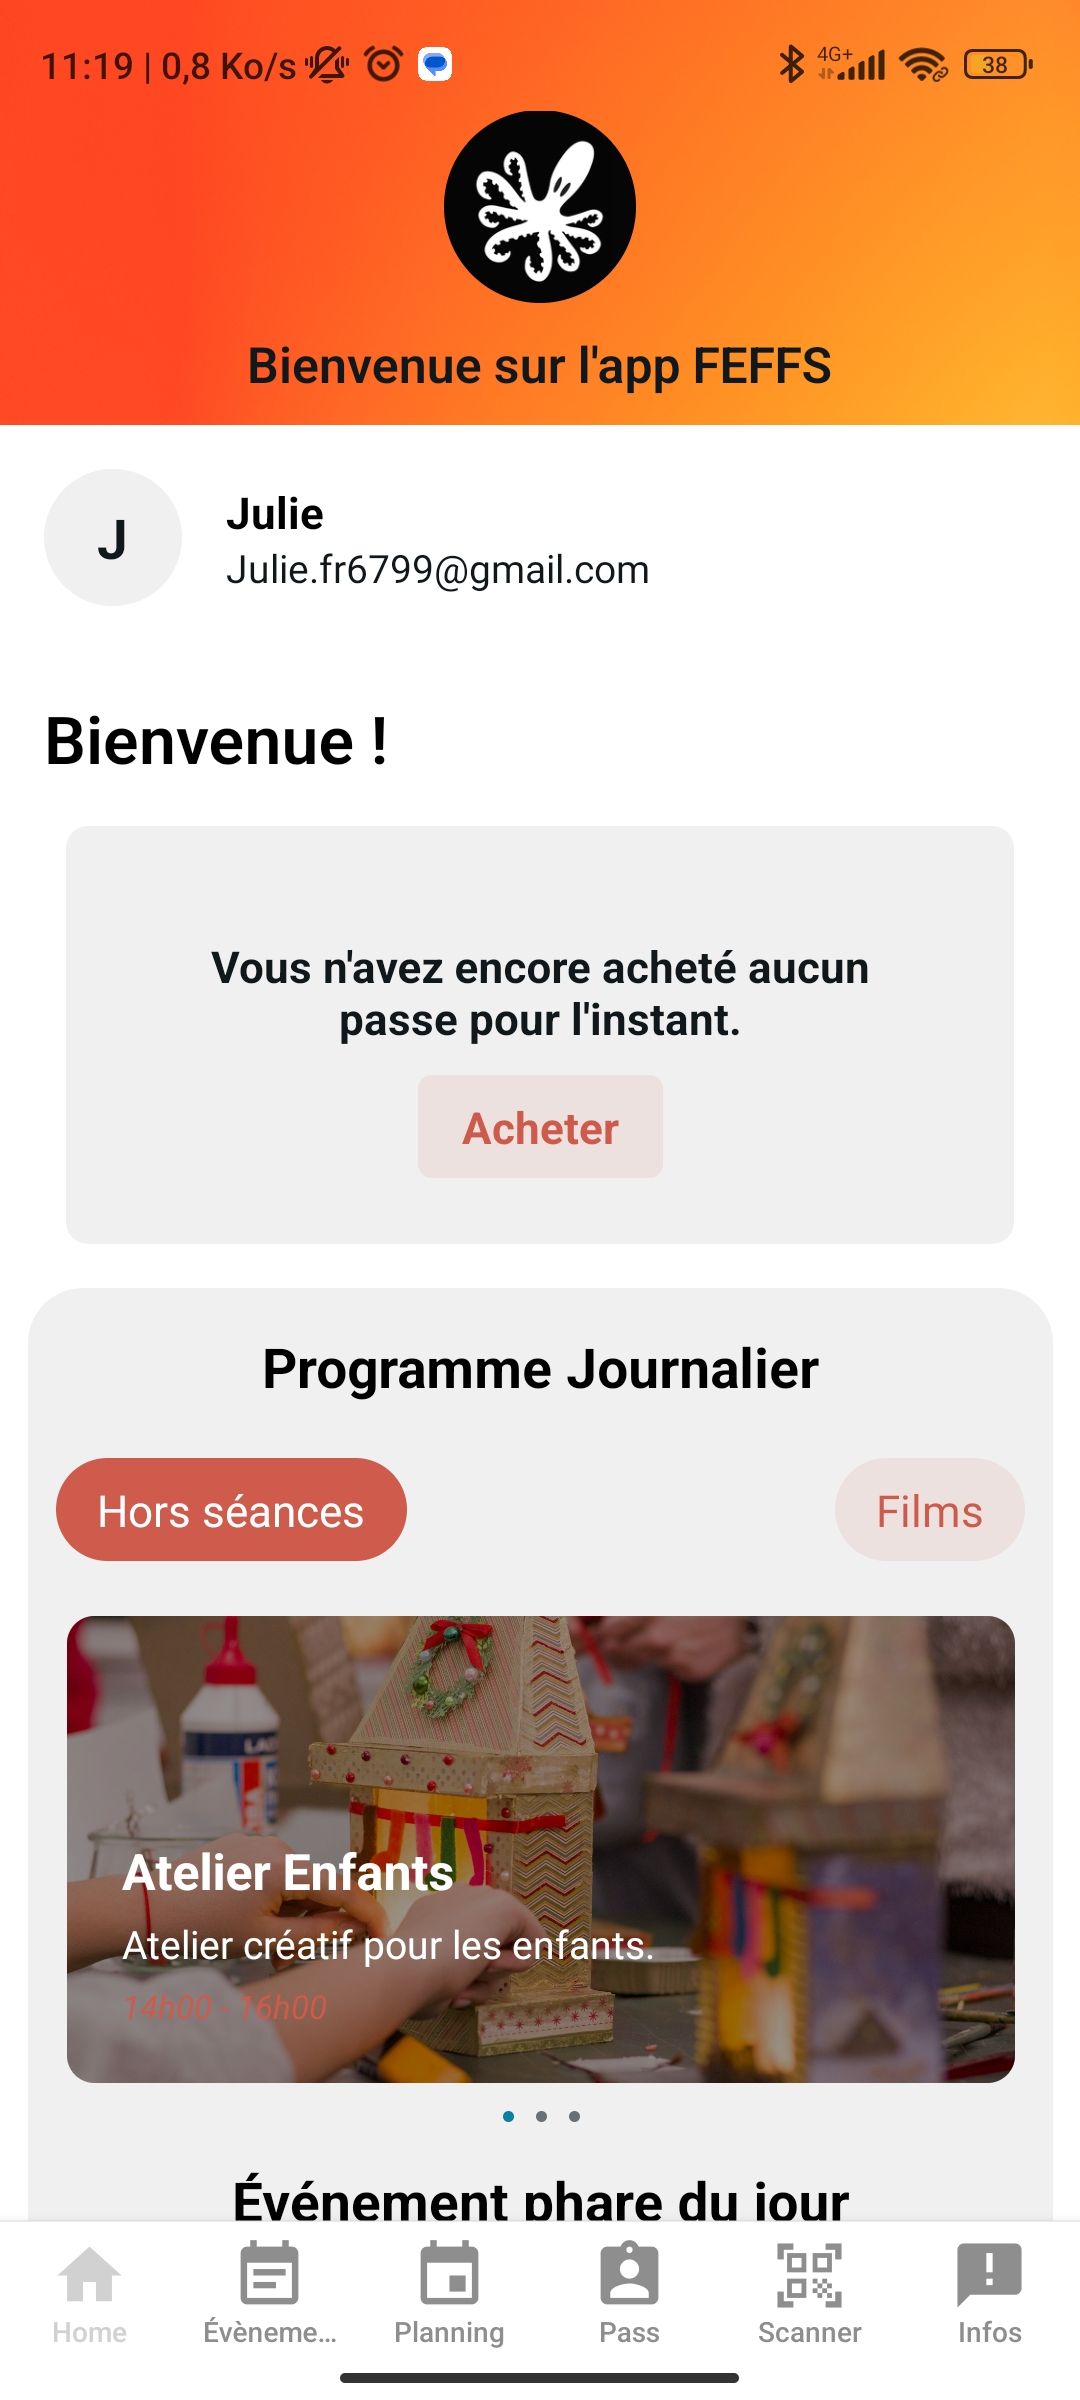 11:19 | 0,8 Ko/s
4G+
38
Bienvenue sur l'app FEFFS
J
Julie
Julie.fr6799@gmail.com
Bienvenue !
Vous n'avez encore acheté aucun
passe pour l'instant.
Acheter
Programme Journalier
Hors séances
Films
Atelier Enfants
Atelier créatif pour les enfants.
14h00 - 16h00
Événement phare du jour
Home
Évèneme...
Planning
Pass
Scanner
Infos